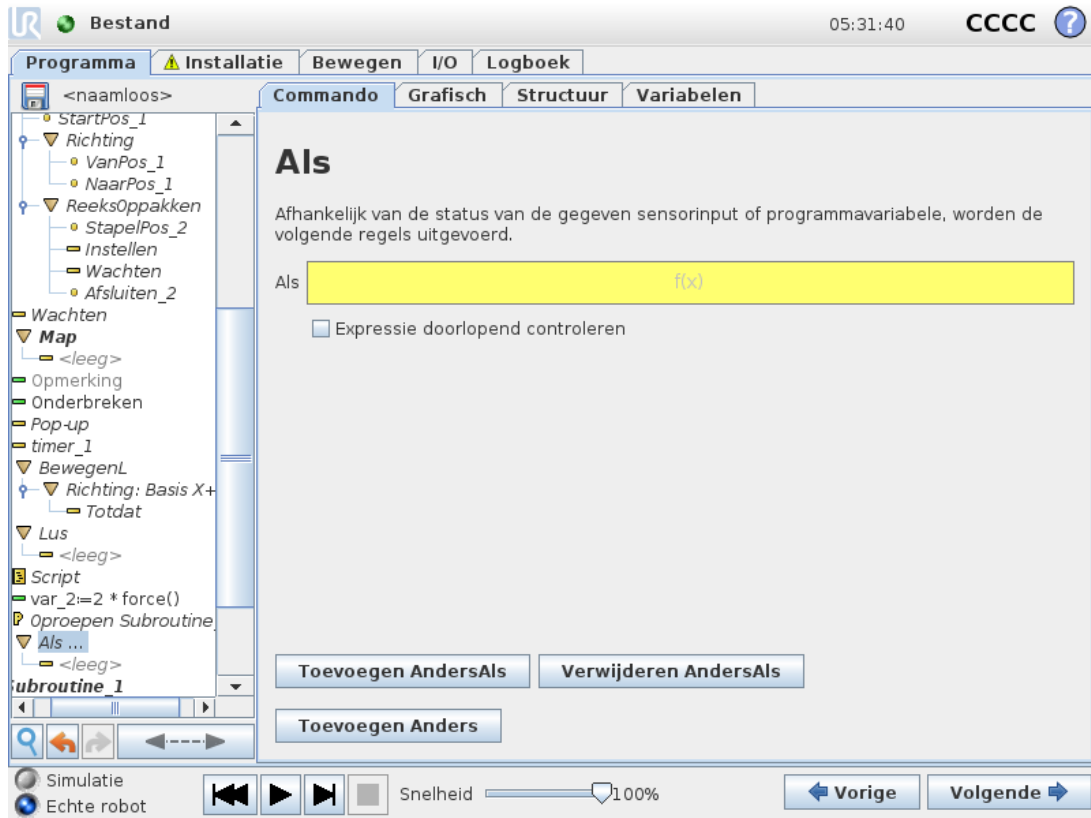 UR Bestand 05:31:40 CCCC ?
Programma Installatie Bewegen I/O Logboek
<naamloos>
Commando Grafisch Structuur Variabelen
StartPos_1
Richting
VanPos_1
NaarPos_1
ReeksOppakken
StapelPos_2
Instellen
Wachten
Afsluiten_2
Wachten
Map
<leeg>
Opmerking
Onderbreken
Pop-up
timer_1
BewegenL
Richting: Basis X+
Totdat
Lus
<leeg>
Script
var_2:=2 * force()
Oproepen Subroutine_
Als ...
<leeg>
Subroutine_1
Als
Afhankelijk van de status van de gegeven sensorinput of programmavariabele, worden de
volgende regels uitgevoerd.
Als f(x)
Expressie doorlopend controleren
Toevoegen AndersAls Verwijderen AndersAls
Toevoegen Anders
Simulatie
Echte robot
Snelheid 100%
Vorige Volgende